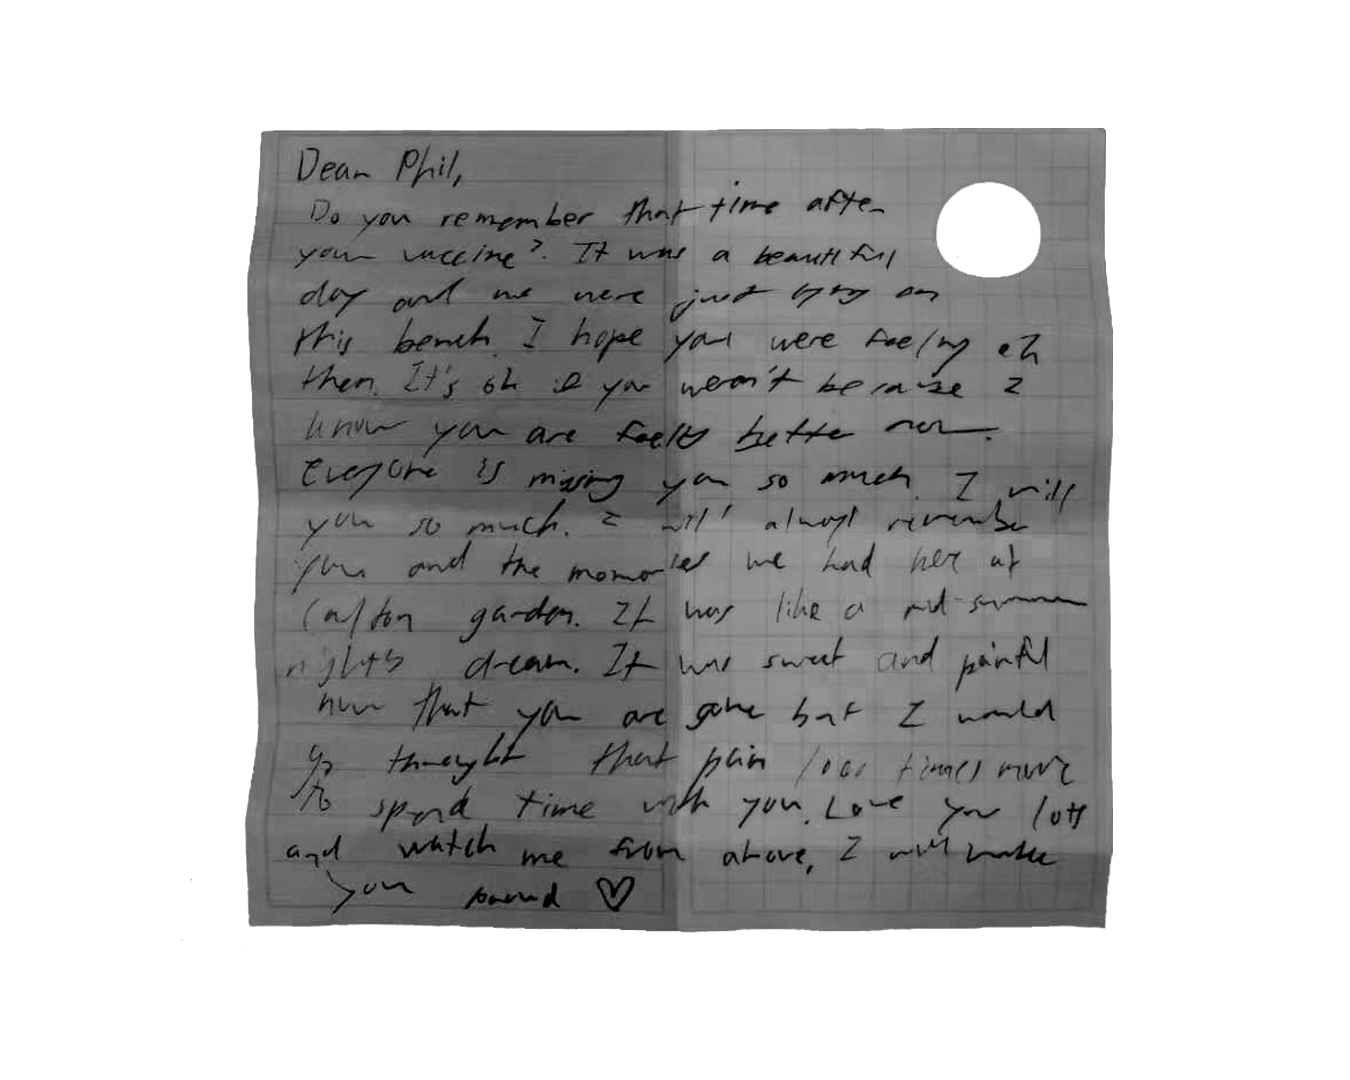 Dear Phil,
Do you remember that time after
your vaccine? It was a beautiful
day and we were just lying on
this bench. I hope you were feeling ok
then. It's ok if you weren't because I
know you are feeling better now.
Everyone is missing you so much. I will
you so much. I will always remember
you and the memories we had here at
Carlton garden. It was like a mid-summer
nights dream. It was sweet and painful
now that you are gone but I would
go throught that pain 1000 times more
to spend time with you. Love you lots
and watch me from above, I will make
you pround ♡